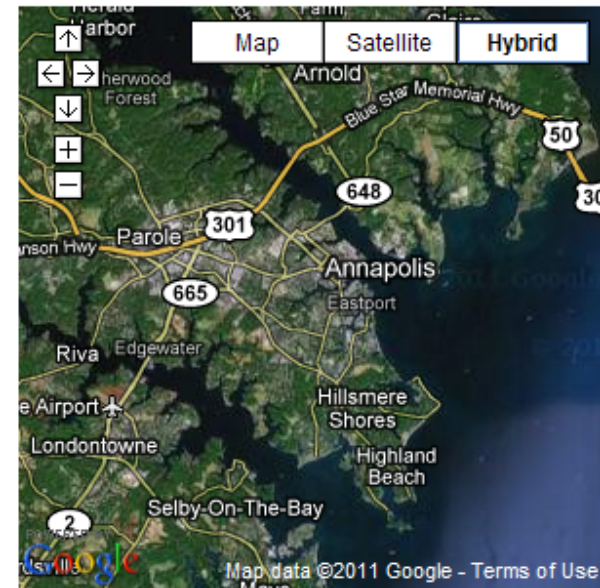 Harbor
Map
Satellite
Hybrid
herwood
Forest
Arnold
Blue Star Memorial Hwy
50
648
301
30
Parole
nson Hwy
Annapolis
665
Eastport
Riva
Edgewater
e Airport
Hillsmere
Shores
Londontowne
Highland
Beach
Selby-On-The-Bay
2
Google
Map data ©2011 Google - Terms of Use